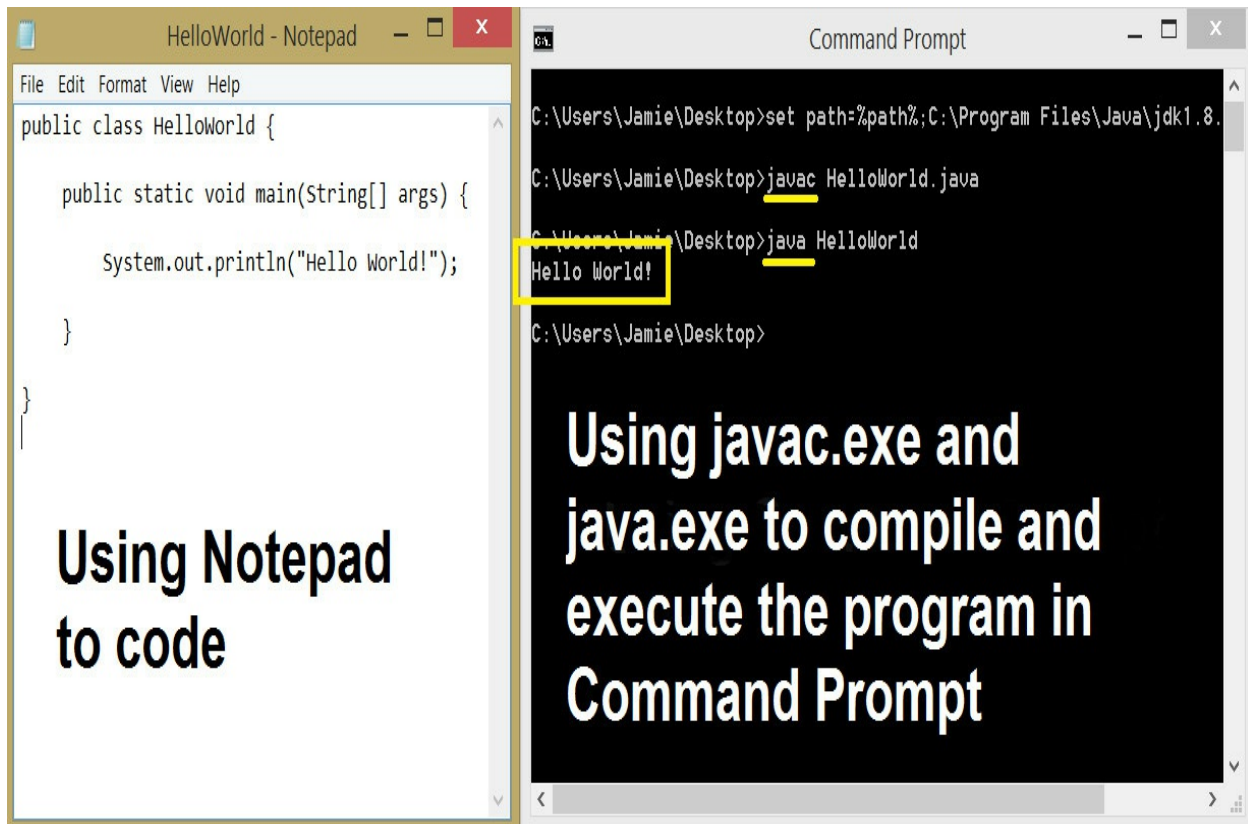 HelloWorld - Notepad
File Edit Format View Help
public class HelloWorld {
public static void main(String[] args) {
System.out.println("Hello World!");
}
}
Using Notepad
to code
Command Prompt
C:\Users\Jamie\Desktop>set path=%path%;C:\Program Files\Java\jdk1.8.
C:\Users\Jamie\Desktop>javac HelloWorld.java
C:\Users\Jamie\Desktop>java HelloWorld
Hello World!
C:\Users\Jamie\Desktop>
Using javac.exe and
java.exe to compile and
execute the program in
Command Prompt